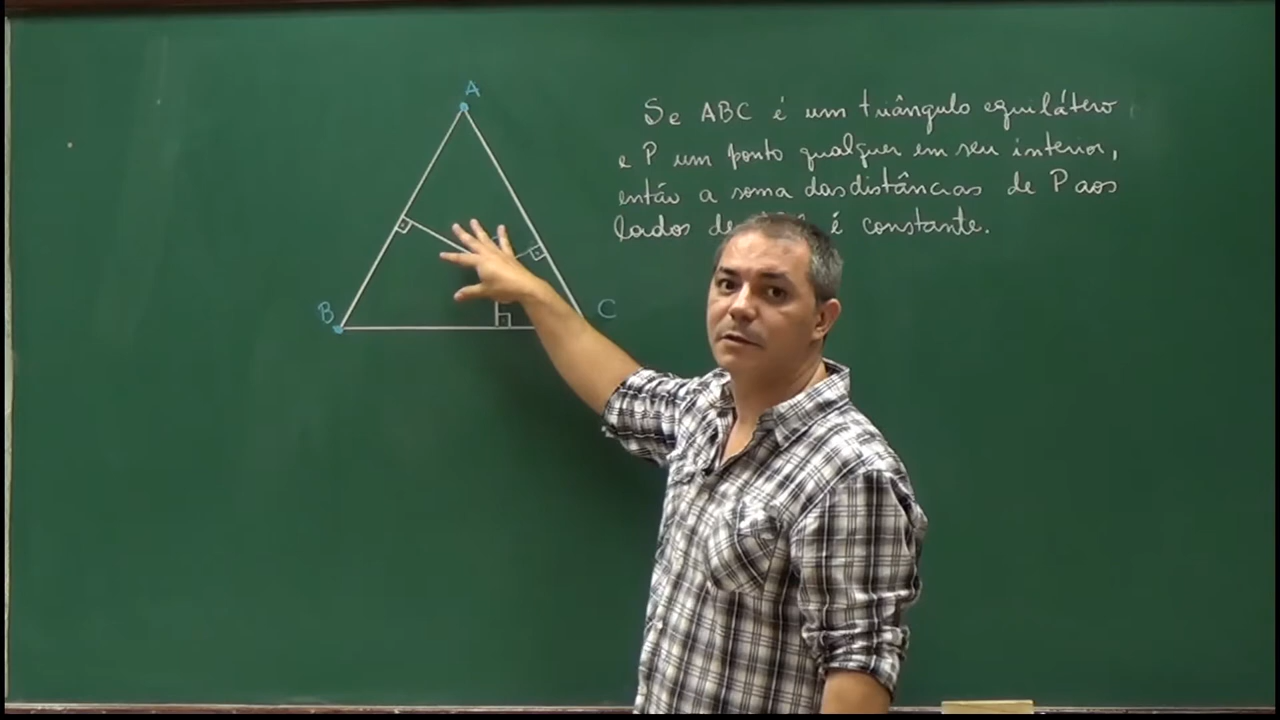 A
B
C
Se ABC é um triângulo equilátero
e P um ponto qualquer em seu interior,
então a soma das distâncias de P aos
lados de é constante.